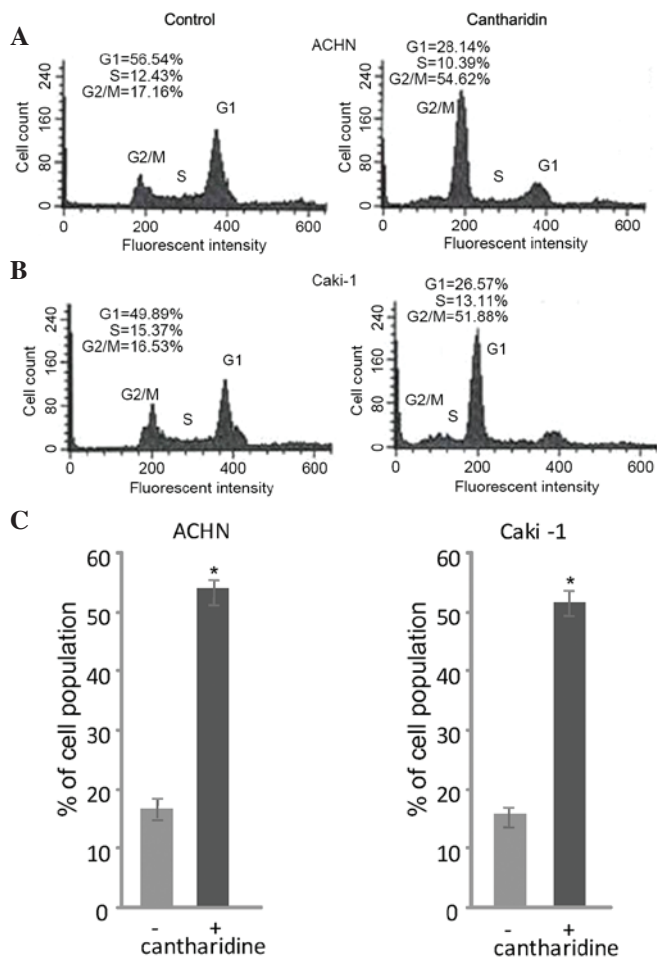 Control
Cantharidin
A
ACHN
G1=56.54%
S=12.43%
G2/M=17.16%
G2/M
S
G1
Cell count
240
160
80
0
0
200
400
600
Fluorescent intensity
G1=28.14%
S=10.39%
G2/M=54.62%
G2/M
S
G1
Cell count
240
160
80
0
0
200
400
600
Fluorescent intensity
B
Caki-1
G1=49.89%
S=15.37%
G2/M=16.53%
G2/M
S
G1
Cell count
240
160
80
0
0
200
400
600
Fluorescent intensity
G1=26.57%
S=13.11%
G2/M=51.88%
G2/M
S
G1
Cell count
240
160
80
0
0
200
400
600
Fluorescent intensity
C
ACHN
% of cell population
60
50
40
30
20
10
0
*
- +
cantharidine
Caki -1
% of cell population
60
50
40
30
20
10
0
*
- +
cantharidine